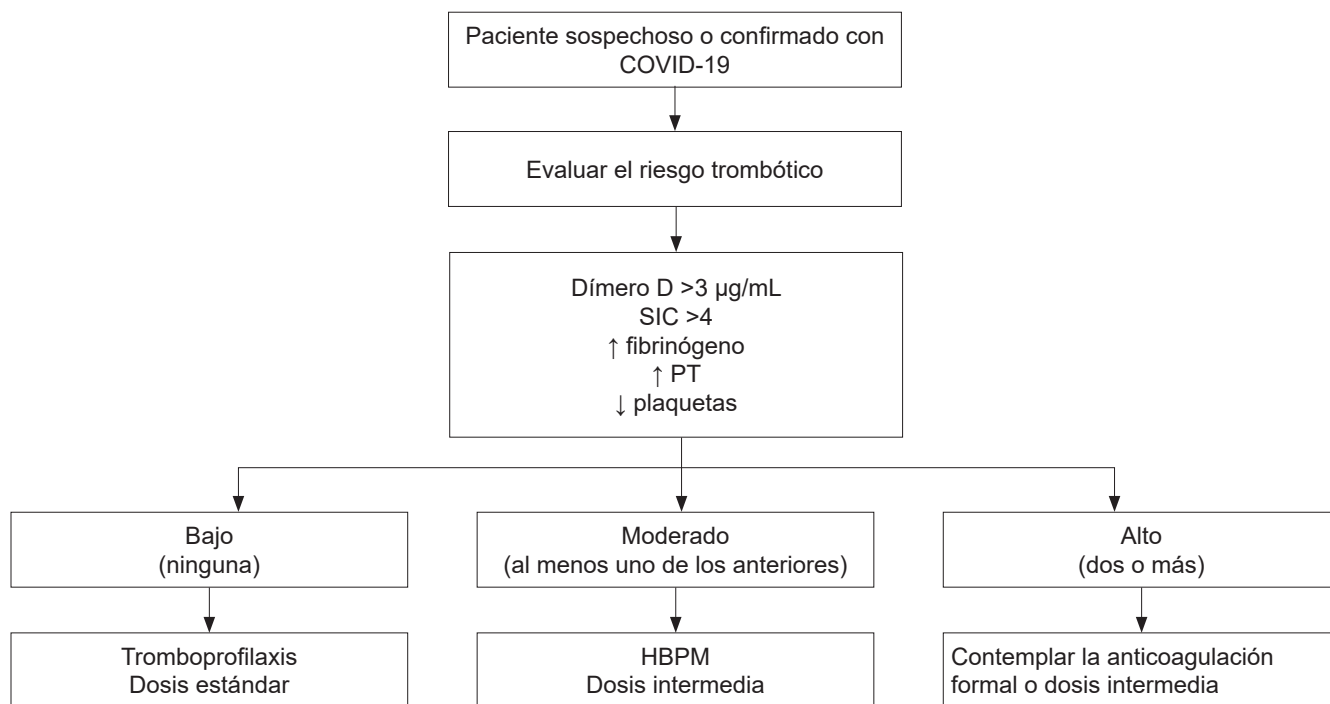 Paciente sospechoso o confirmado con
COVID-19
Evaluar el riesgo trombótico
Dímero D >3 µg/mL
SIC >4
↑ fibrinógeno
↑ PT
↓ plaquetas
Bajo
(ninguna)
Moderado
(al menos uno de los anteriores)
Alto
(dos o más)
Tromboprofilaxis
Dosis estándar
HBPM
Dosis intermedia
Contemplar la anticoagulación
formal o dosis intermedia